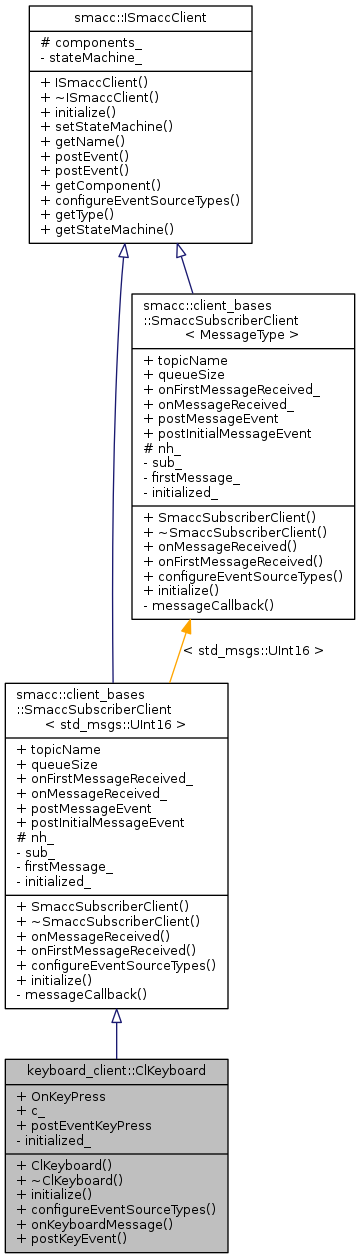 smacc::ISmaccClient
# components_
- stateMachine_
+ ISmaccClient()
+ ~ISmaccClient()
+ initialize()
+ setStateMachine()
+ getName()
+ postEvent()
+ postEvent()
+ getComponent()
+ configureEventSourceTypes()
+ getType()
+ getStateMachine()
smacc::client_bases
::SmaccSubscriberClient
< MessageType >
+ topicName
+ queueSize
+ onFirstMessageReceived_
+ onMessageReceived_
+ postMessageEvent
+ postInitialMessageEvent
# nh_
- sub_
- firstMessage_
- initialized_
+ SmaccSubscriberClient()
+ ~SmaccSubscriberClient()
+ onMessageReceived()
+ onFirstMessageReceived()
+ configureEventSourceTypes()
+ initialize()
- messageCallback()
< std_msgs::UInt16 >
smacc::client_bases
::SmaccSubscriberClient
< std_msgs::UInt16 >
+ topicName
+ queueSize
+ onFirstMessageReceived_
+ onMessageReceived_
+ postMessageEvent
+ postInitialMessageEvent
# nh_
- sub_
- firstMessage_
- initialized_
+ SmaccSubscriberClient()
+ ~SmaccSubscriberClient()
+ onMessageReceived()
+ onFirstMessageReceived()
+ configureEventSourceTypes()
+ initialize()
- messageCallback()
keyboard_client::ClKeyboard
+ OnKeyPress
+ c_
+ postEventKeyPress
- initialized_
+ ClKeyboard()
+ ~ClKeyboard()
+ initialize()
+ configureEventSourceTypes()
+ onKeyboardMessage()
+ postKeyEvent()